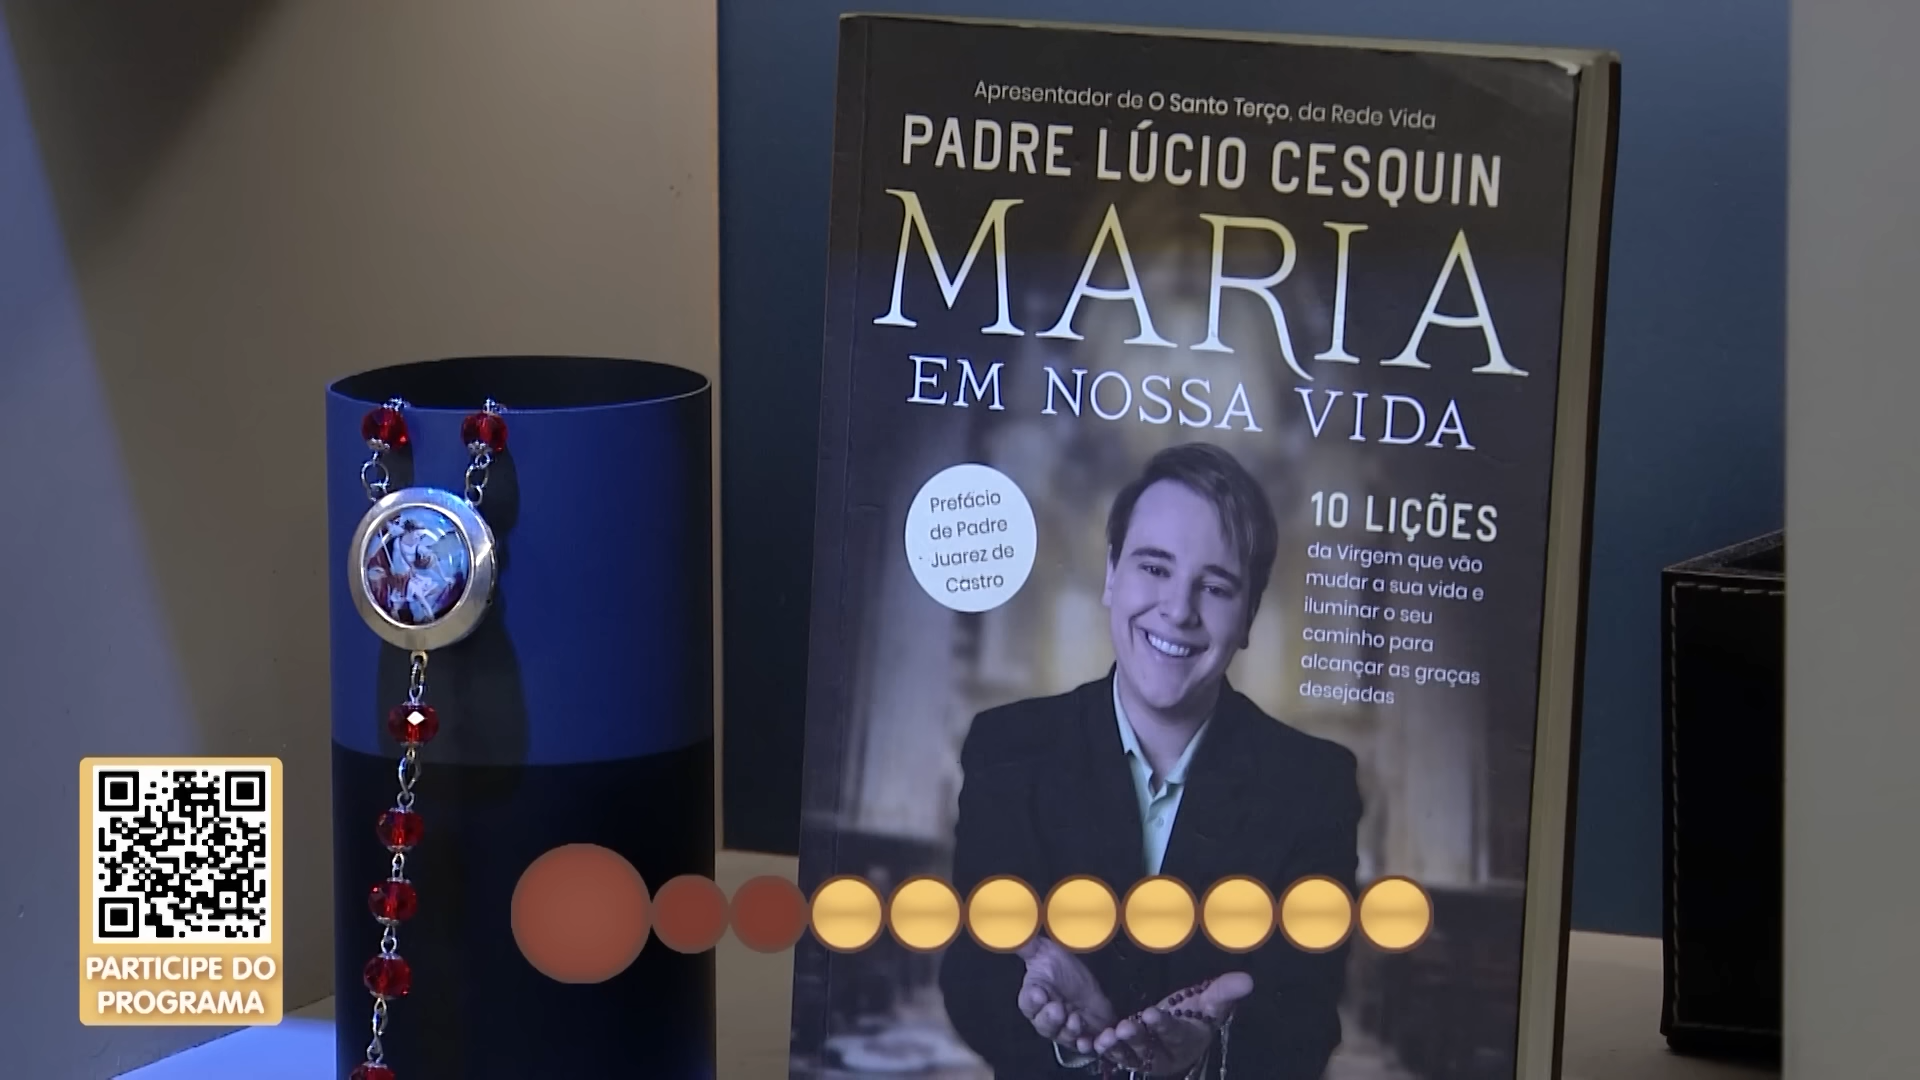 Apresentador de O Santo Terço, da Rede Vida
PADRE LÚCIO CESQUIN
MARIA
EM NOSSA VIDA
Prefácio
de Padre
Juarez de
Castro
10 LIÇÕES
da Virgem que vão
mudar a sua vida e
iluminar o seu
caminho para
alcançar as graças
desejadas
PARTICIPE DO
PROGRAMA